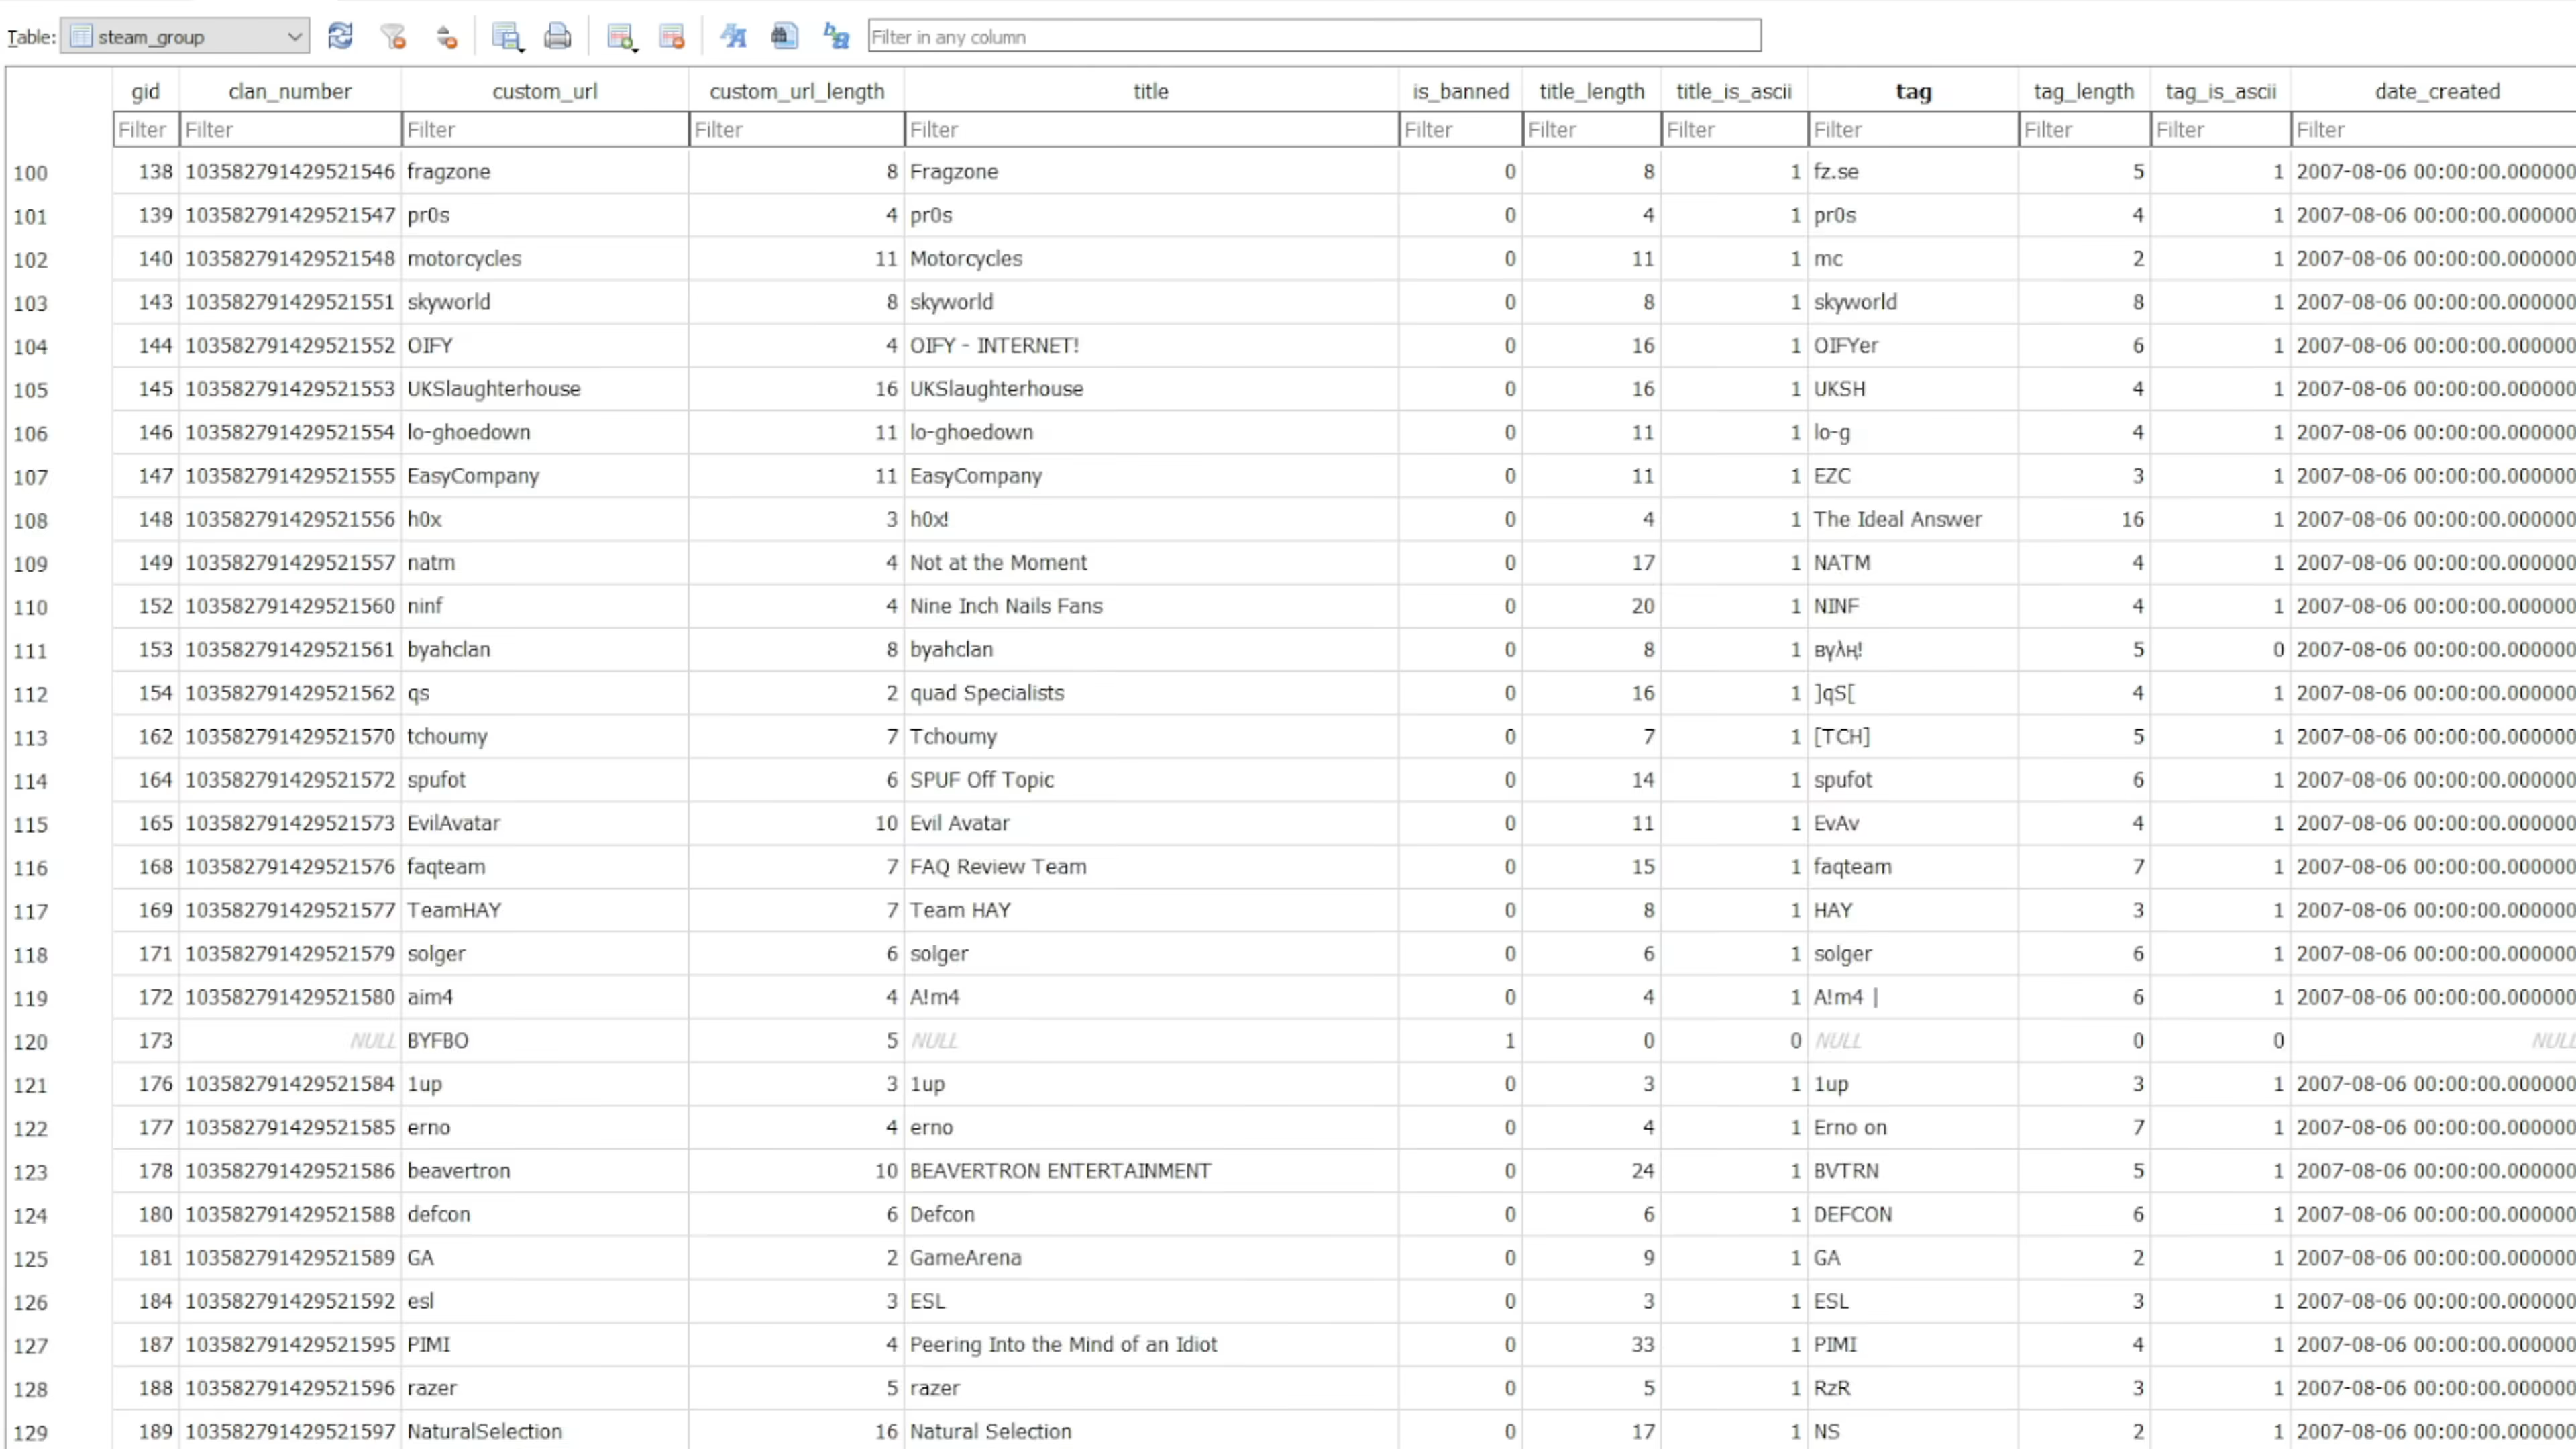 Table: steam_group Filter in any column
gid clan_number custom_url custom_url_length title is_banned title_length title_is_ascii tag tag_length tag_is_ascii date_created
Filter Filter Filter Filter Filter Filter Filter Filter Filter Filter Filter Filter
100 138 103582791429521546 fragzone 8 Fragzone 0 8 1 fz.se 5 1 2007-08-06 00:00:00.000000
101 139 103582791429521547 pr0s 4 pr0s 0 4 1 pr0s 4 1 2007-08-06 00:00:00.000000
102 140 103582791429521548 motorcycles 11 Motorcycles 0 11 1 mc 2 1 2007-08-06 00:00:00.000000
103 143 103582791429521551 skyworld 8 skyworld 0 8 1 skyworld 8 1 2007-08-06 00:00:00.000000
104 144 103582791429521552 OIFY 4 OIFY - INTERNET! 0 16 1 OIFYer 6 1 2007-08-06 00:00:00.000000
105 145 103582791429521553 UKSlaughterhouse 16 UKSlaughterhouse 0 16 1 UKSH 4 1 2007-08-06 00:00:00.000000
106 146 103582791429521554 lo-ghoedown 11 lo-ghoedown 0 11 1 lo-g 4 1 2007-08-06 00:00:00.000000
107 147 103582791429521555 EasyCompany 11 EasyCompany 0 11 1 EZC 3 1 2007-08-06 00:00:00.000000
108 148 103582791429521556 h0x 3 h0x! 0 4 1 The Ideal Answer 16 1 2007-08-06 00:00:00.000000
109 149 103582791429521557 natm 4 Not at the Moment 0 17 1 NATM 4 1 2007-08-06 00:00:00.000000
110 152 103582791429521560 ninf 4 Nine Inch Nails Fans 0 20 1 NINF 4 1 2007-08-06 00:00:00.000000
111 153 103582791429521561 byahclan 8 byahclan 0 8 1 вγλң! 5 0 2007-08-06 00:00:00.000000
112 154 103582791429521562 qs 2 quad Specialists 0 16 1 ]qS[ 4 1 2007-08-06 00:00:00.000000
113 162 103582791429521570 tchoumy 7 Tchoumy 0 7 1 [TCH] 5 1 2007-08-06 00:00:00.000000
114 164 103582791429521572 spufot 6 SPUF Off Topic 0 14 1 spufot 6 1 2007-08-06 00:00:00.000000
115 165 103582791429521573 EvilAvatar 10 Evil Avatar 0 11 1 EvAv 4 1 2007-08-06 00:00:00.000000
116 168 103582791429521576 faqteam 7 FAQ Review Team 0 15 1 faqteam 7 1 2007-08-06 00:00:00.000000
117 169 103582791429521577 TeamHAY 7 Team HAY 0 8 1 HAY 3 1 2007-08-06 00:00:00.000000
118 171 103582791429521579 solger 6 solger 0 6 1 solger 6 1 2007-08-06 00:00:00.000000
119 172 103582791429521580 aim4 4 A!m4 0 4 1 A!m4 | 6 1 2007-08-06 00:00:00.000000
120 173 NULL BYFBO 5 NULL 1 0 0 NULL 0 0 NULL
121 176 103582791429521584 1up 3 1up 0 3 1 1up 3 1 2007-08-06 00:00:00.000000
122 177 103582791429521585 erno 4 erno 0 4 1 Erno on 7 1 2007-08-06 00:00:00.000000
123 178 103582791429521586 beavertron 10 BEAVERTRON ENTERTAINMENT 0 24 1 BVTRN 5 1 2007-08-06 00:00:00.000000
124 180 103582791429521588 defcon 6 Defcon 0 6 1 DEFCON 6 1 2007-08-06 00:00:00.000000
125 181 103582791429521589 GA 2 GameArena 0 9 1 GA 2 1 2007-08-06 00:00:00.000000
126 184 103582791429521592 esl 3 ESL 0 3 1 ESL 3 1 2007-08-06 00:00:00.000000
127 187 103582791429521595 PIMI 4 Peering Into the Mind of an Idiot 0 33 1 PIMI 4 1 2007-08-06 00:00:00.000000
128 188 103582791429521596 razer 5 razer 0 5 1 RzR 3 1 2007-08-06 00:00:00.000000
129 189 103582791429521597 NaturalSelection 16 Natural Selection 0 17 1 NS 2 1 2007-08-06 00:00:00.000000